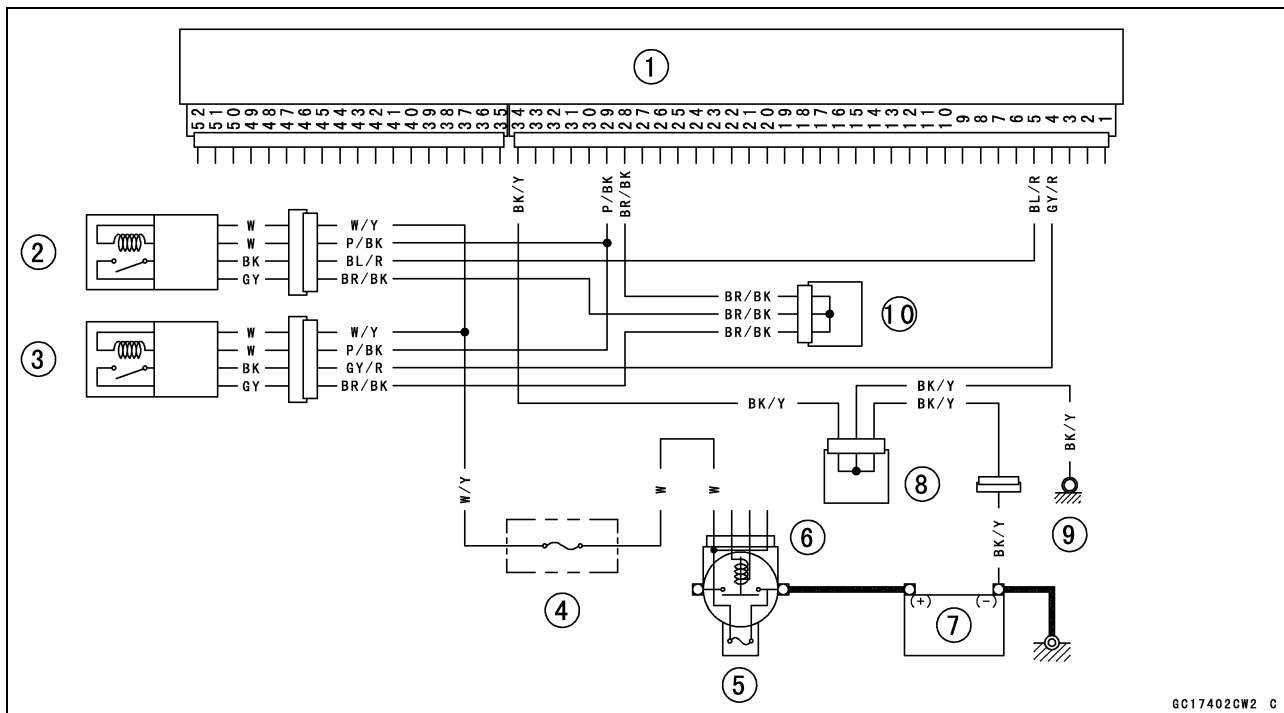 1
52 51 50 49 48 47 46 45 44 43 42 41 40 39 38 37 36 35 34 33 32 31 30 29 28 27 26 25 24 23 22 21 20 19 18 17 16 15 14 13 12 11 10 9 8 7 6 5 4 3 2 1
BK/Y P/BK BR/BK BL/R GY/R
W W/Y
2 W P/BK
BK BL/R
GY BR/BK
BR/BK
BR/BK 10
BR/BK
W W/Y
3 W P/BK
BK GY/R
GY BR/BK
BK/Y
BK/Y BK/Y
BK/Y
W/Y W W 8
6 9
BK/Y
4 (+) (-)
7
5
GC17402CW2 C